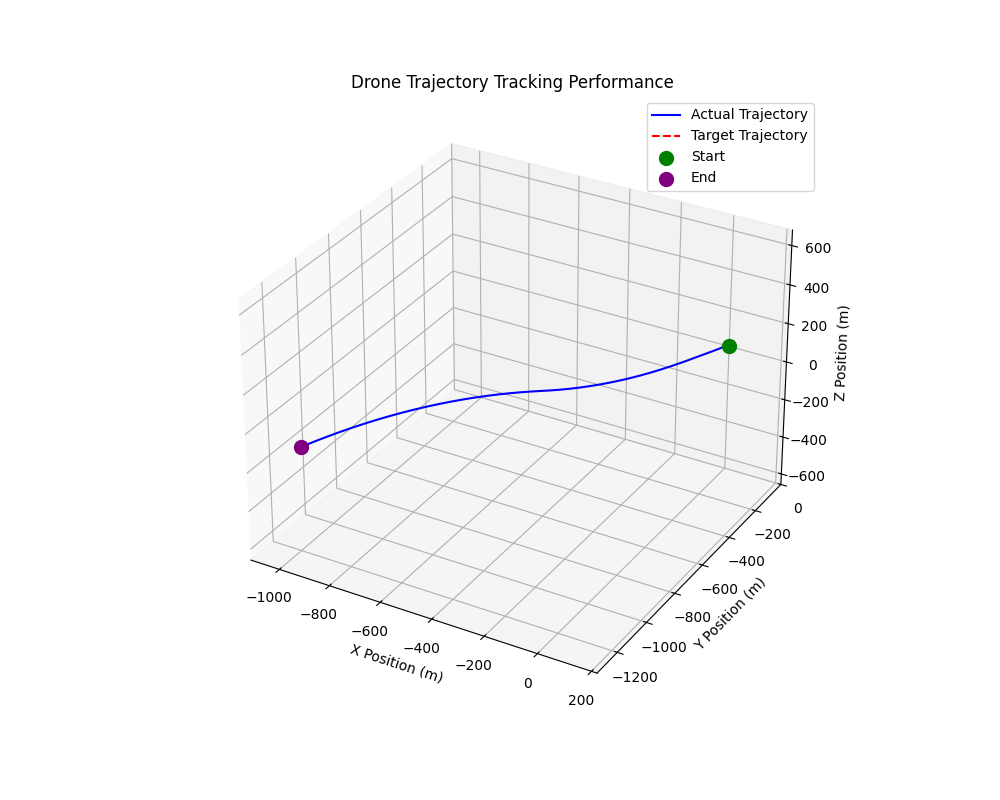 Drone Trajectory Tracking Performance
Actual Trajectory
Target Trajectory
Start
End
600
400
200
0
−200
−400
−600
Z Position (m)
0
−200
−400
−600
−800
−1000
−1200
Y Position (m)
−1000
−800
−600
−400
−200
0
200
X Position (m)